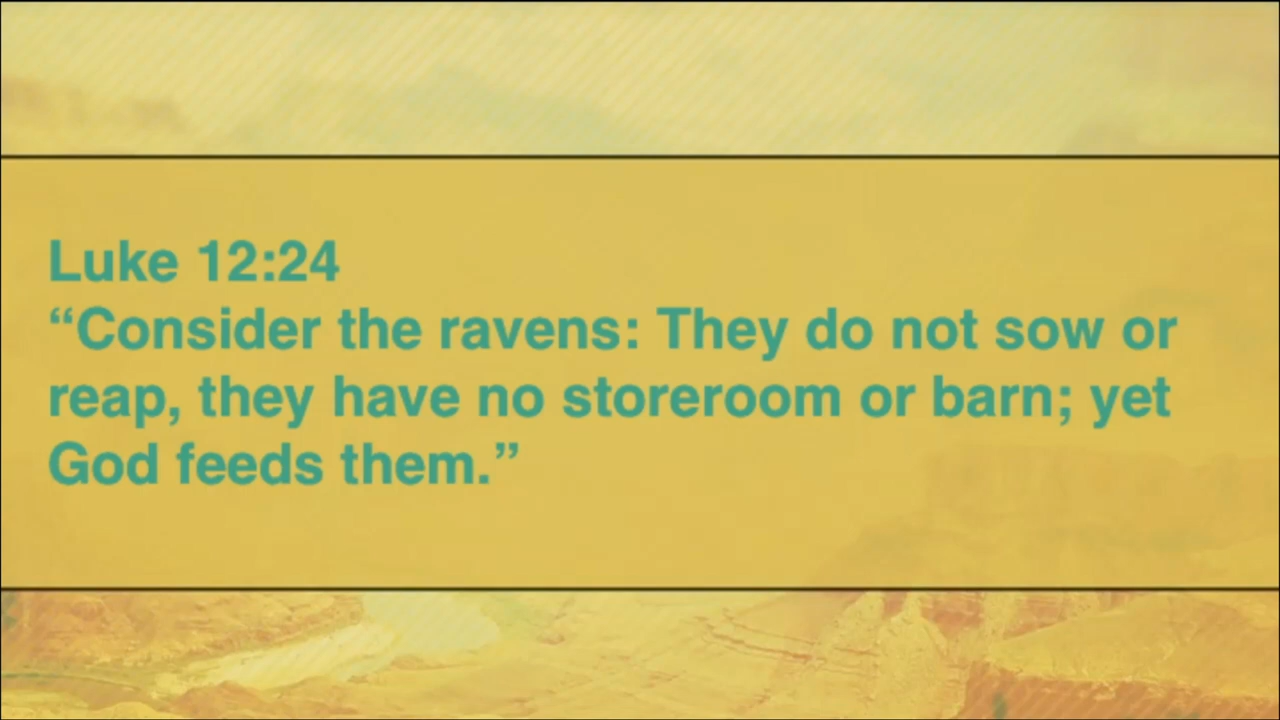 Luke 12:24
“Consider the ravens: They do not sow or
reap, they have no storeroom or barn; yet
God feeds them.”